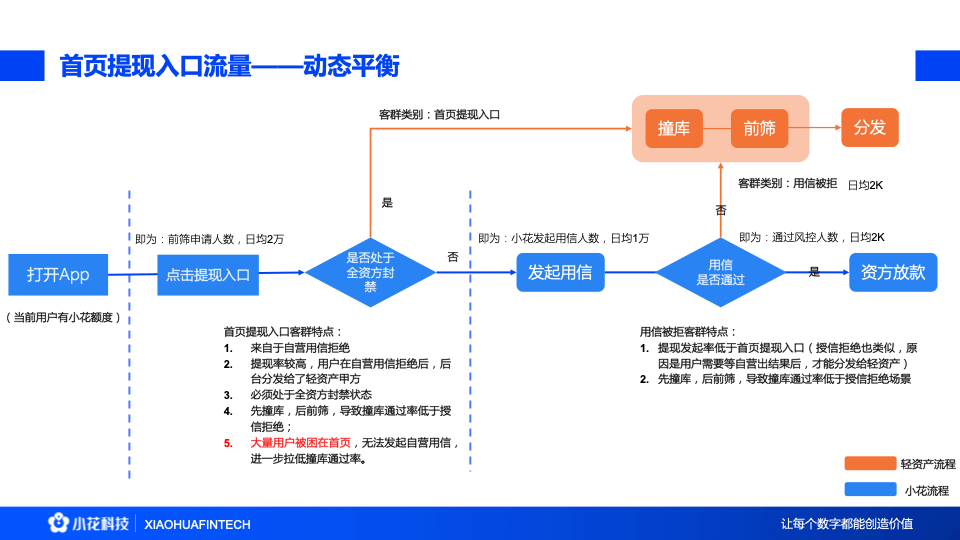 首页提现入口流量——动态平衡
客群类别：首页提现入口
撞库
前筛
分发
客群类别：用信被拒 日均2K
是
否
即为：前筛申请人数，日均2万
即为：小花发起用信人数，日均1万
即为：通过风控人数，日均2K
打开App
点击提现入口
是否处于
全资方封
禁
否
发起用信
用信
是否通过
是
资方放款
（当前用户有小花额度）
首页提现入口客群特点：
1. 来自于自营用信拒绝
2. 提现率较高，用户在自营用信拒绝后，后
台分发给了轻资产甲方
3. 必须处于全资方封禁状态
4. 先撞库，后前筛，导致撞库通过率低于授
信拒绝；
5. 大量用户被困在首页，无法发起自营用信，
进一步拉低撞库通过率。
用信被拒客群特点：
1. 提现发起率低于首页提现入口（授信拒绝也类似，原
因是用户需要等自营出结果后，才能分发给轻资产）
2. 先撞库，后前筛，导致撞库通过率低于授信拒绝场景
轻资产流程
小花流程
小花科技 XIAOHUAFINTECH
让每个数字都能创造价值